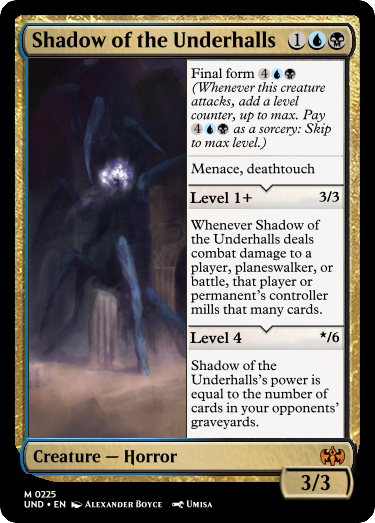 Shadow of the Underhalls 1UB
Final form 4UB
(Whenever this creature
attacks, add a level
counter, up to max. Pay
4UB as a sorcery: Skip
to max level.)
Menace, deathtouch
Level 1+ 3/3
Whenever Shadow of
the Underhalls deals
combat damage to a
player, planeswalker, or
battle, that player or
permanent's controller
mills that many cards.
Level 4 */6
Shadow of the
Underhalls's power is
equal to the number of
cards in your opponents'
graveyards.
Creature — Horror
3/3
M 0225
UND • EN Alexander Boyce Umisa